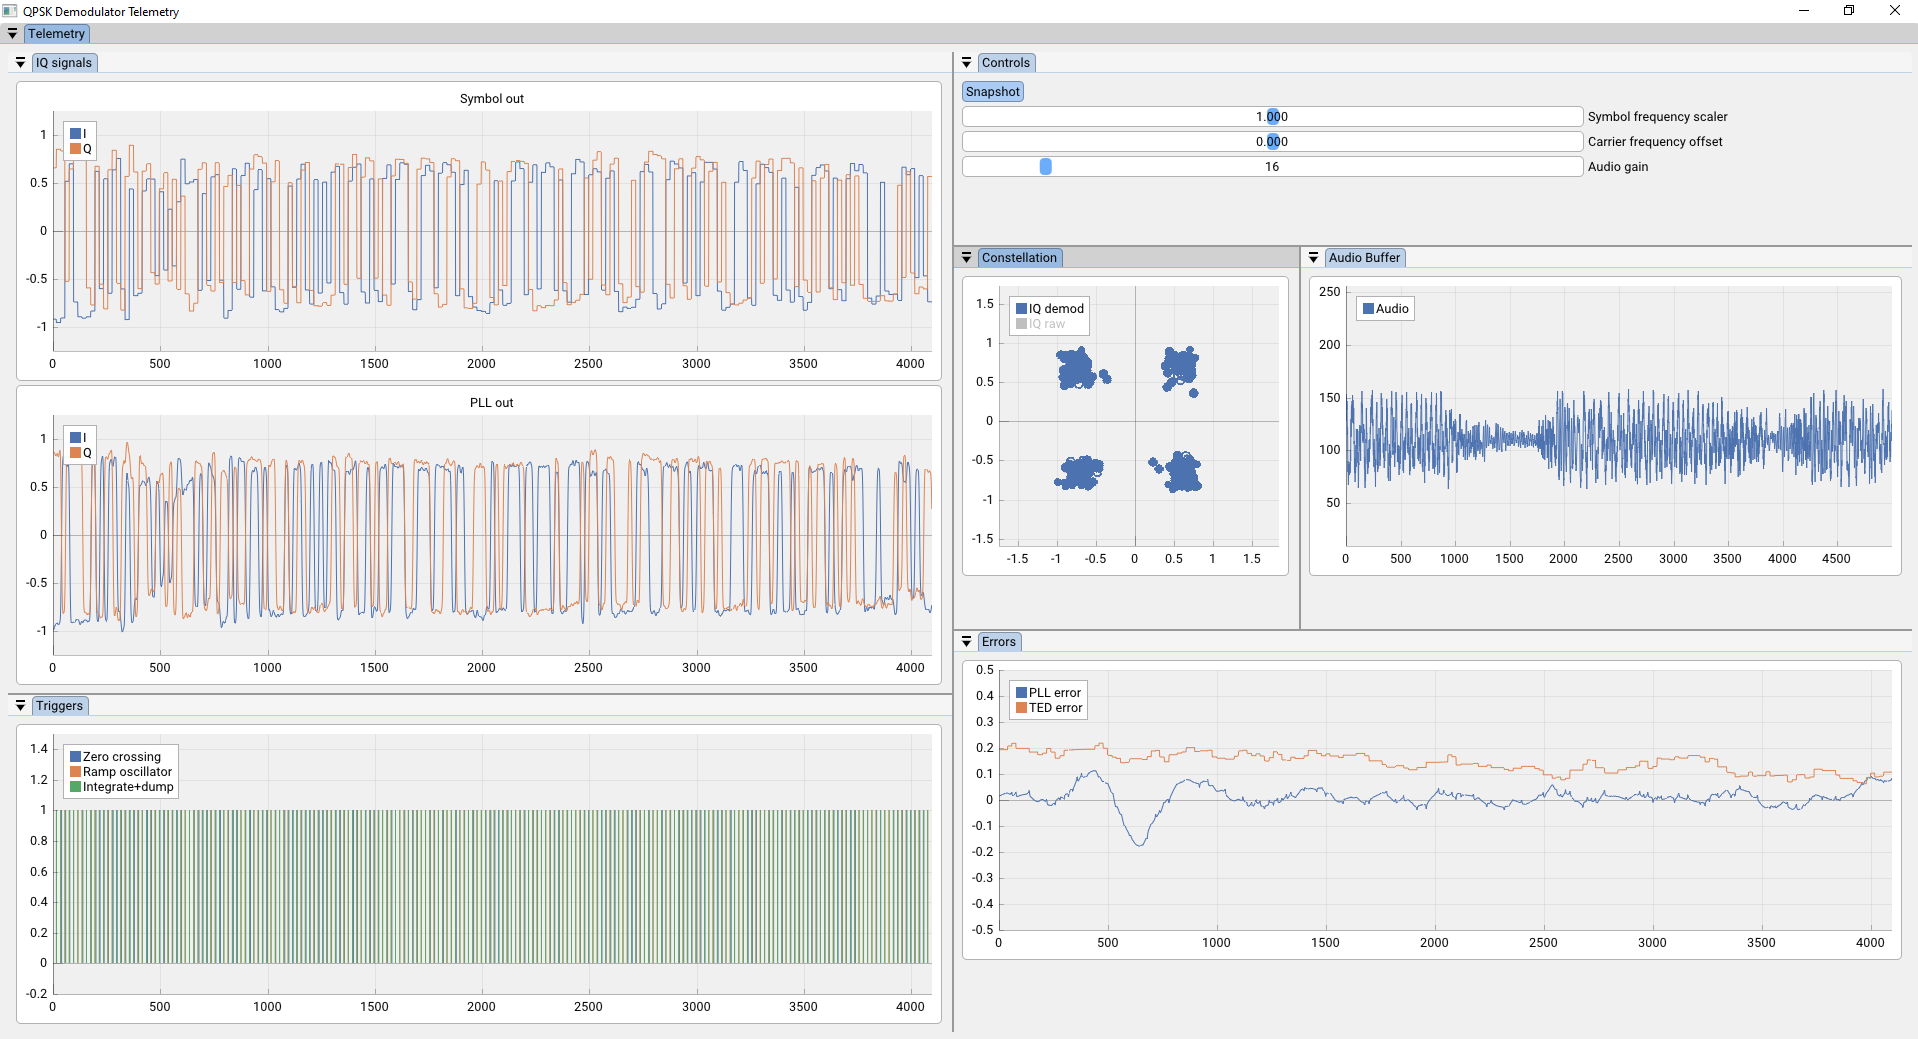 QPSK Demodulator Telemetry
Telemetry
IQ signals
Symbol out
I
Q
1
0.5
0
-0.5
-1
0 500 1000 1500 2000 2500 3000 3500 4000
PLL out
I
Q
1
0.5
0
-0.5
-1
0 500 1000 1500 2000 2500 3000 3500 4000
Triggers
Zero crossing
Ramp oscillator
Integrate+dump
1.4
1.2
1
0.8
0.6
0.4
0.2
0
-0.2
0 500 1000 1500 2000 2500 3000 3500 4000
Controls
Snapshot
1.000 Symbol frequency scaler
0.000 Carrier frequency offset
16 Audio gain
Constellation
IQ demod
IQ raw
1.5
1
0.5
0
-0.5
-1
-1.5
-1.5 -1 -0.5 0 0.5 1 1.5
Audio Buffer
Audio
250
200
150
100
50
0 500 1000 1500 2000 2500 3000 3500 4000 4500
Errors
PLL error
TED error
0.5
0.4
0.3
0.2
0.1
0
-0.1
-0.2
-0.3
-0.4
-0.5
0 500 1000 1500 2000 2500 3000 3500 4000